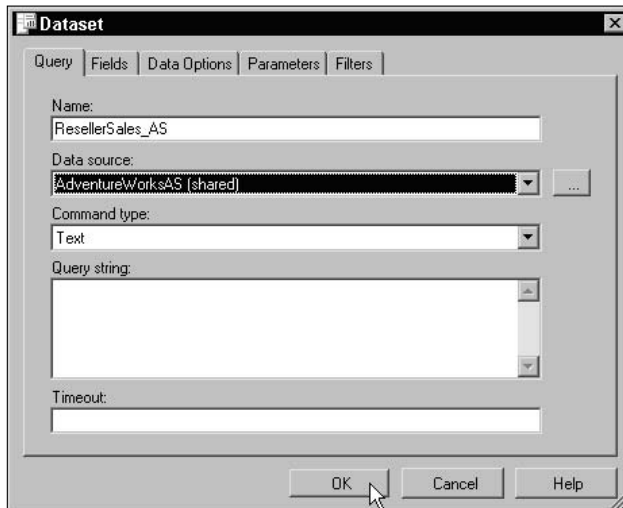 Dataset
Query Fields Data Options Parameters Filters
Name:
ResellerSales_AS
Data source:
AdventureWorksAS (shared)
...
Command type:
Text
Query string:
Timeout:
OK Cancel Help